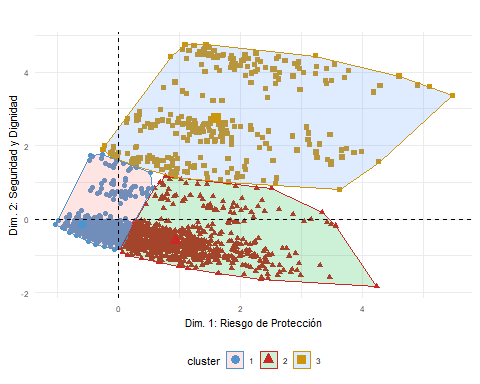 4
2
0
-2
Dim. 2: Seguridad y Dignidad
0
2
4
Dim. 1: Riesgo de Protección
cluster 1 2 3